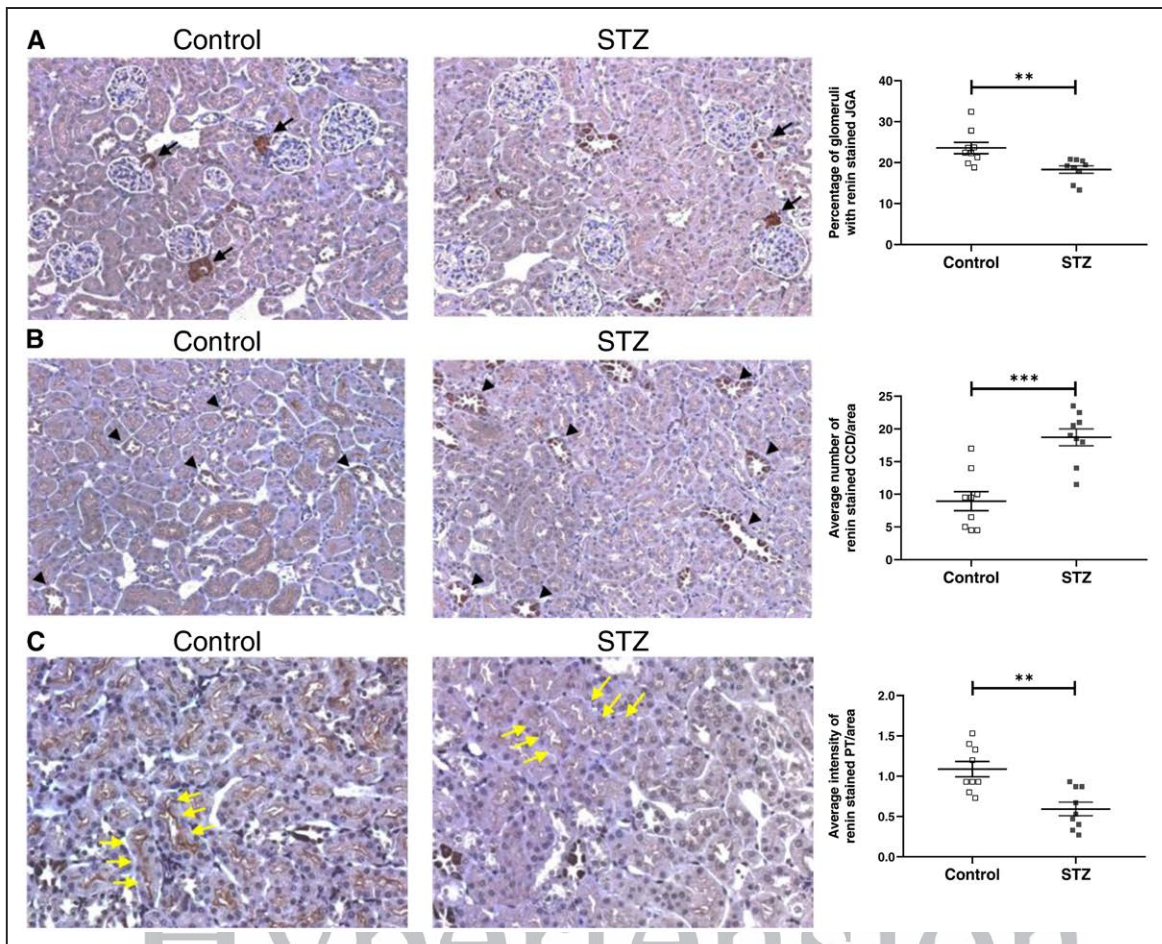 A
Control
STZ
Percentage of glomeruli
with renin stained JGA
40
30
20
10
0
**
Control
STZ
B
Control
STZ
Average number of
renin stained CCD/area
25
20
15
10
5
0
***
Control
STZ
C
Control
STZ
Average intensity of
renin stained PT/area
2.0
1.5
1.0
0.5
0.0
**
Control
STZ
Hypertension